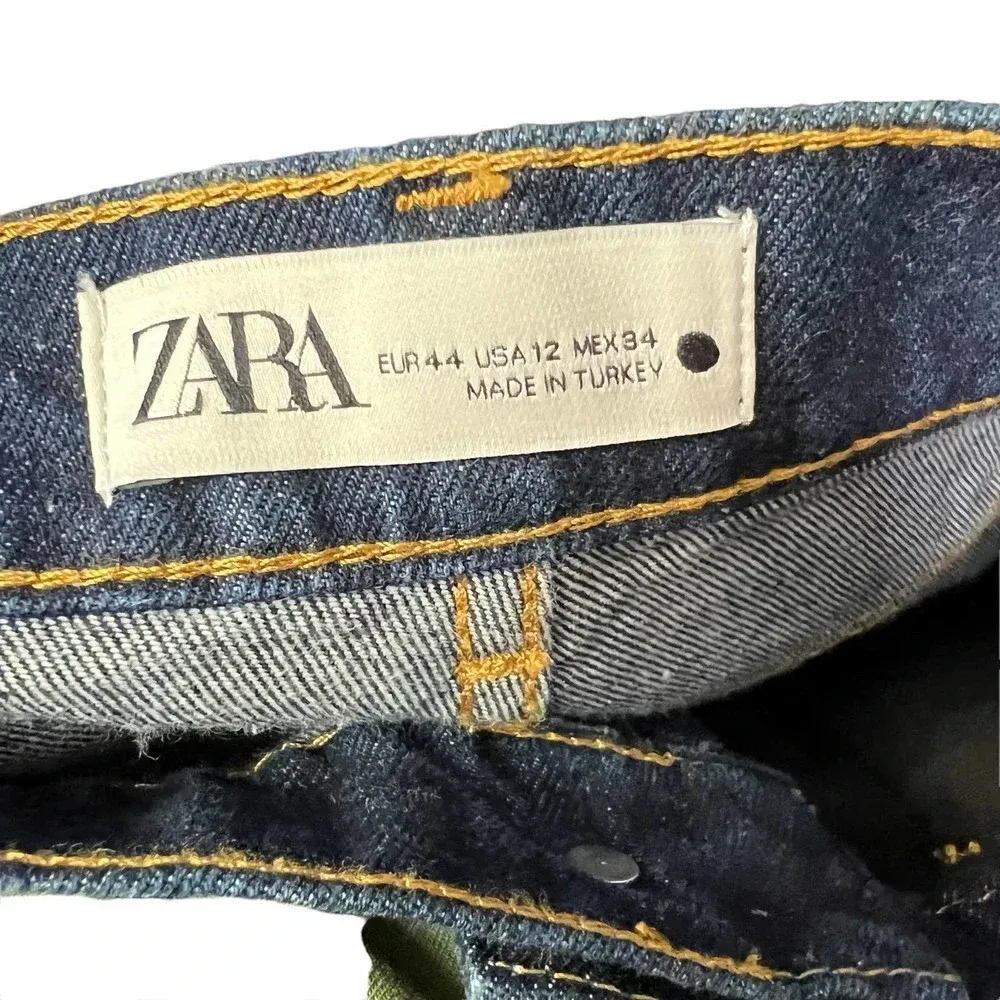 ZARA
EUR 44 USA 12 MEX 34
MADE IN TURKEY